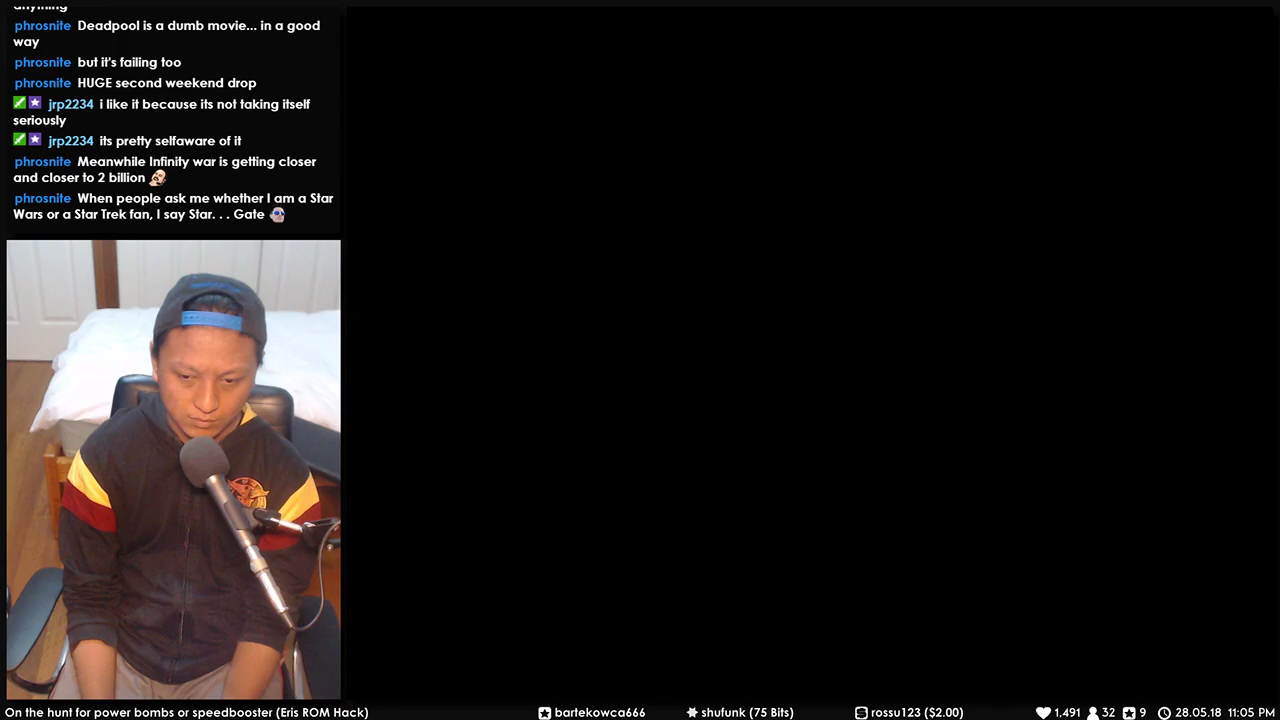 anything
phrosnite Deadpool is a dumb movie... in a good
way
phrosnite but it's failing too
phrosnite HUGE second weekend drop
jrp2234 i like it because its not taking itself
seriously
jrp2234 its pretty selfaware of it
phrosnite Meanwhile Infinity war is getting closer
and closer to 2 billion
phrosnite When people ask me whether I am a Star
Wars or a Star Trek fan, I say Star. . . Gate
On the hunt for power bombs or speedbooster (Eris ROM Hack) bartekowca666 shufunk (75 Bits) rossu123 ($2.00) 1,491 32 9 28.05.18 11:05 PM